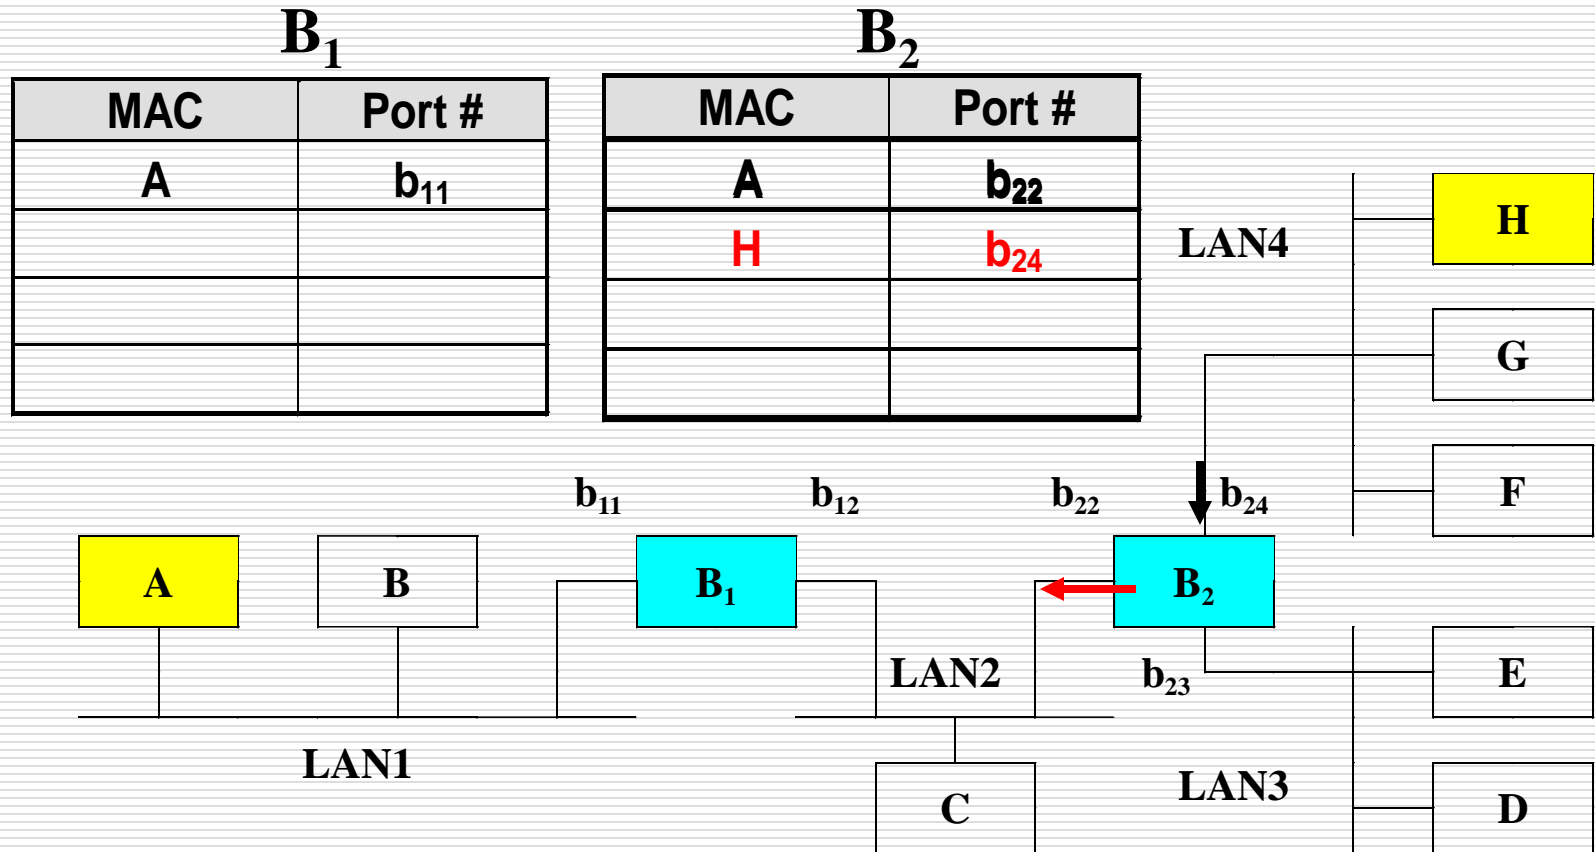 B₁ B₂
MAC Port # MAC Port #
A b₁₁ A b₂₂
H b₂₄
H
LAN4
G
b₁₁ b₁₂ b₂₂ b₂₄ F
A B B₁ B₂
LAN2 b₂₃ E
LAN1
LAN3
C D